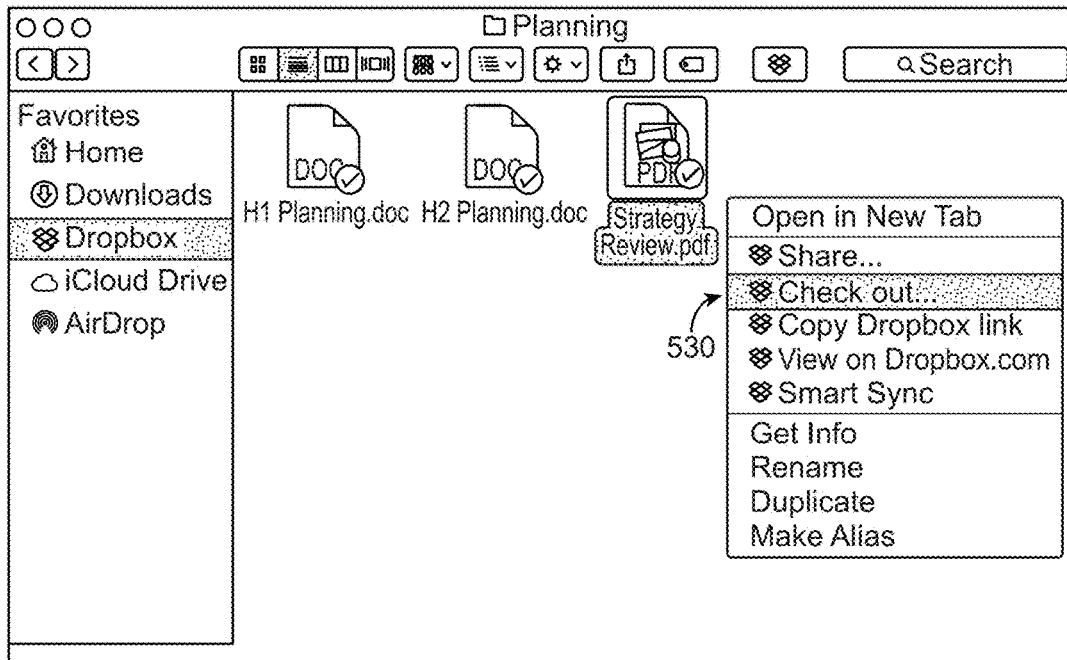 Planning
Search
Favorites
Home
Downloads
Dropbox
iCloud Drive
AirDrop
DOC
H1 Planning.doc
DOC
H2 Planning.doc
PDF
Strategy
Review.pdf
530
Open in New Tab
Share...
Check out...
Copy Dropbox link
View on Dropbox.com
Smart Sync
Get Info
Rename
Duplicate
Make Alias